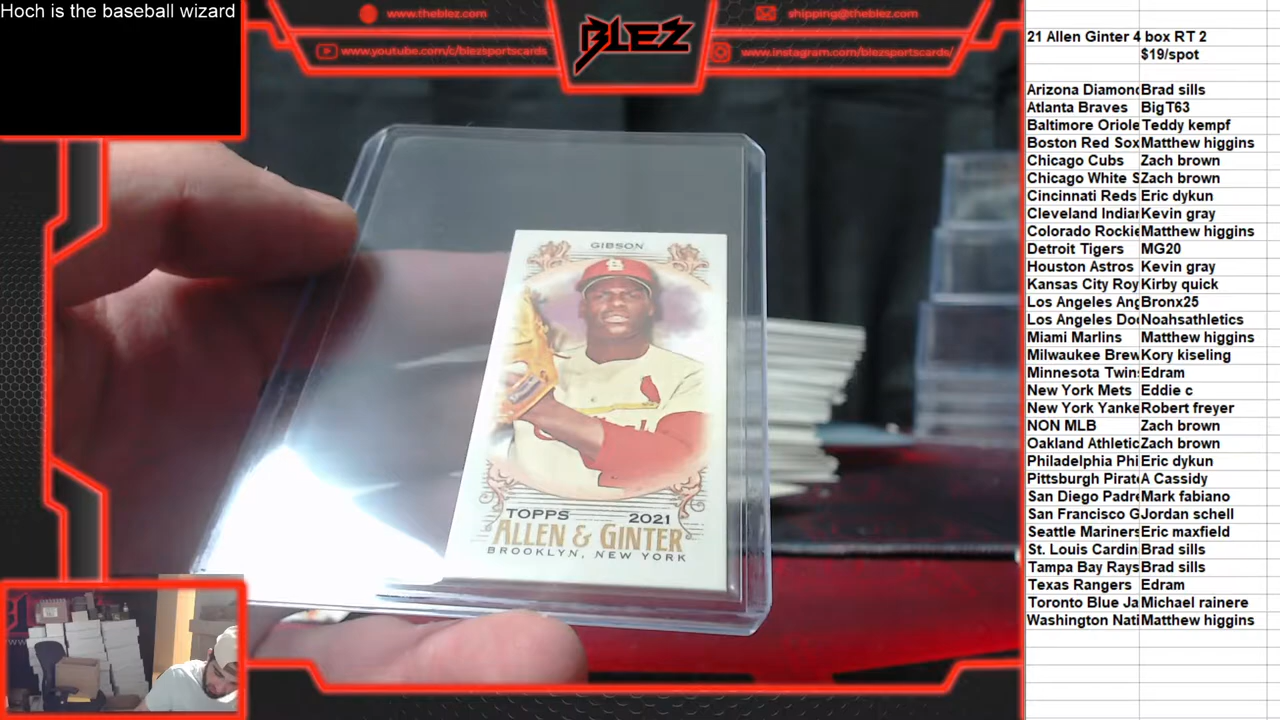 Hoch is the baseball wizard
www.theblez.com
shipping@theblez.com
www.youtube.com/c/blezsportscards
BLEZ
www.instagram.com/blezsportscards/
GIBSON
TOPPS 2021
ALLEN & GINTER
BROOKLYN, NEW YORK
21 Allen Ginter 4 box RT 2
$19/spot
Arizona Diamond Brad sills
Atlanta Braves BigT63
Baltimore Oriole Teddy kempf
Boston Red Sox Matthew higgins
Chicago Cubs Zach brown
Chicago White S Zach brown
Cincinnati Reds Eric dykun
Cleveland Indian Kevin gray
Colorado Rockie Matthew higgins
Detroit Tigers MG20
Houston Astros Kevin gray
Kansas City Roy Kirby quick
Los Angeles Ang Bronx25
Los Angeles Dod Noahsathletics
Miami Marlins Matthew higgins
Milwaukee Brew Kory kiseling
Minnesota Twins Edram
New York Mets Eddie c
New York Yanke Robert freyer
NON MLB Zach brown
Oakland Athletic Zach brown
Philadelphia Phi Eric dykun
Pittsburgh Pirate A Cassidy
San Diego Padre Mark fabiano
San Francisco G Jordan schell
Seattle Mariners Eric maxfield
St. Louis Cardin Brad sills
Tampa Bay Rays Brad sills
Texas Rangers Edram
Toronto Blue Ja Michael rainere
Washington Nati Matthew higgins